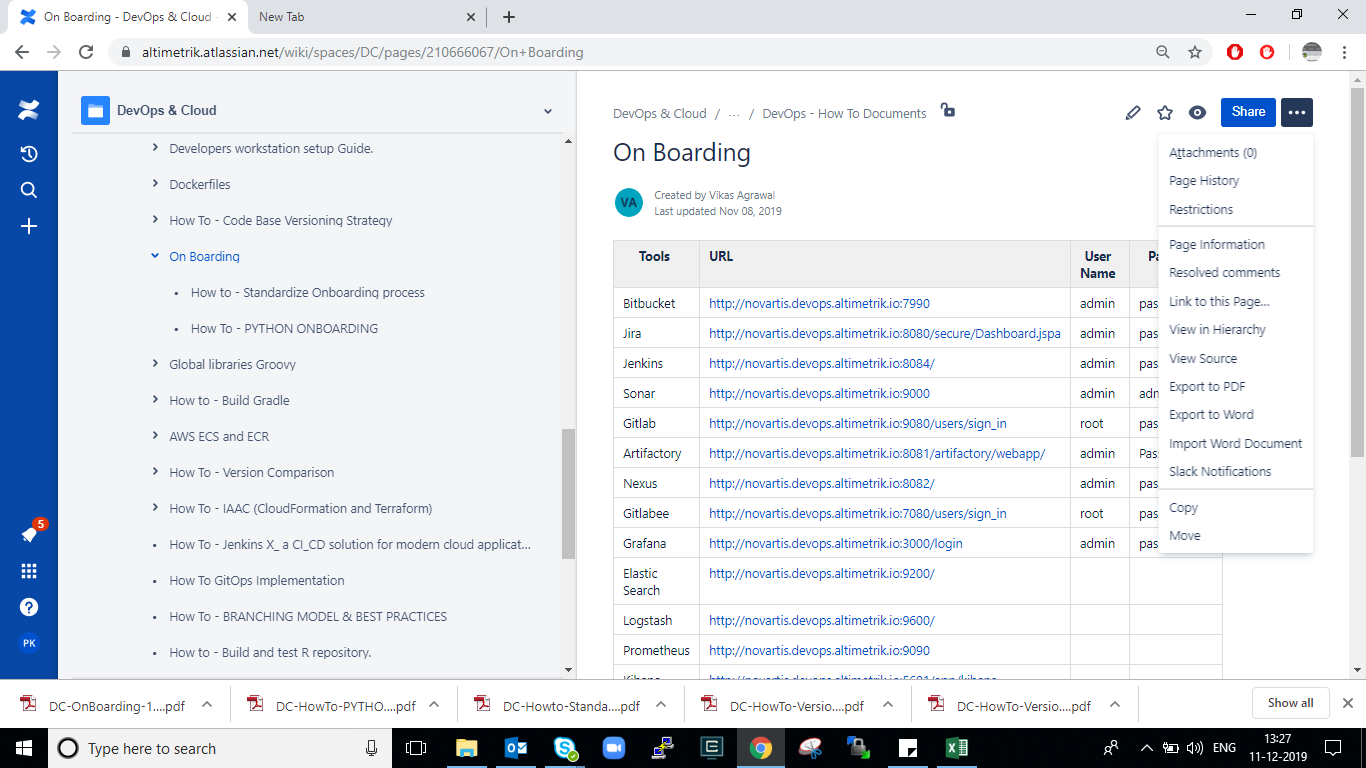 On Boarding - DevOps & Cloud
New Tab
altimetrik.atlassian.net/wiki/spaces/DC/pages/210666067/On+Boarding
DevOps & Cloud
Developers workstation setup Guide.
Dockerfiles
How To - Code Base Versioning Strategy
On Boarding
How to - Standardize Onboarding process
How To - PYTHON ONBOARDING
Global libraries Groovy
How to - Build Gradle
AWS ECS and ECR
How To - Version Comparison
How To - IAAC (CloudFormation and Terraform)
How To - Jenkins X_ a CI_CD solution for modern cloud applicat...
How To GitOps Implementation
How To - BRANCHING MODEL & BEST PRACTICES
How to - Build and test R repository.
5
PK
DevOps & Cloud / ... / DevOps - How To Documents
Share
On Boarding
VA
Created by Vikas Agrawal
Last updated Nov 08, 2019
Tools URL User Name Pa
Bitbucket http://novartis.devops.altimetrik.io:7990 admin pas
Jira http://novartis.devops.altimetrik.io:8080/secure/Dashboard.jspa admin pas
Jenkins http://novartis.devops.altimetrik.io:8084/ admin pas
Sonar http://novartis.devops.altimetrik.io:9000 admin adn
Gitlab http://novartis.devops.altimetrik.io:9080/users/sign_in root pas
Artifactory http://novartis.devops.altimetrik.io:8081/artifactory/webapp/ admin Pas
Nexus http://novartis.devops.altimetrik.io:8082/ admin pas
Gitlabee http://novartis.devops.altimetrik.io:7080/users/sign_in root pas
Grafana http://novartis.devops.altimetrik.io:3000/login admin pas
Elastic Search http://novartis.devops.altimetrik.io:9200/
Logstash http://novartis.devops.altimetrik.io:9600/
Prometheus http://novartis.devops.altimetrik.io:9090
Attachments (0)
Page History
Restrictions
Page Information
Resolved comments
Link to this Page...
View in Hierarchy
View Source
Export to PDF
Export to Word
Import Word Document
Slack Notifications
Copy
Move
DC-OnBoarding-1....pdf
DC-HowTo-PYTHO....pdf
DC-Howto-Standa....pdf
DC-HowTo-Versio....pdf
DC-HowTo-Versio....pdf
Show all
Type here to search
ENG
13:27
11-12-2019